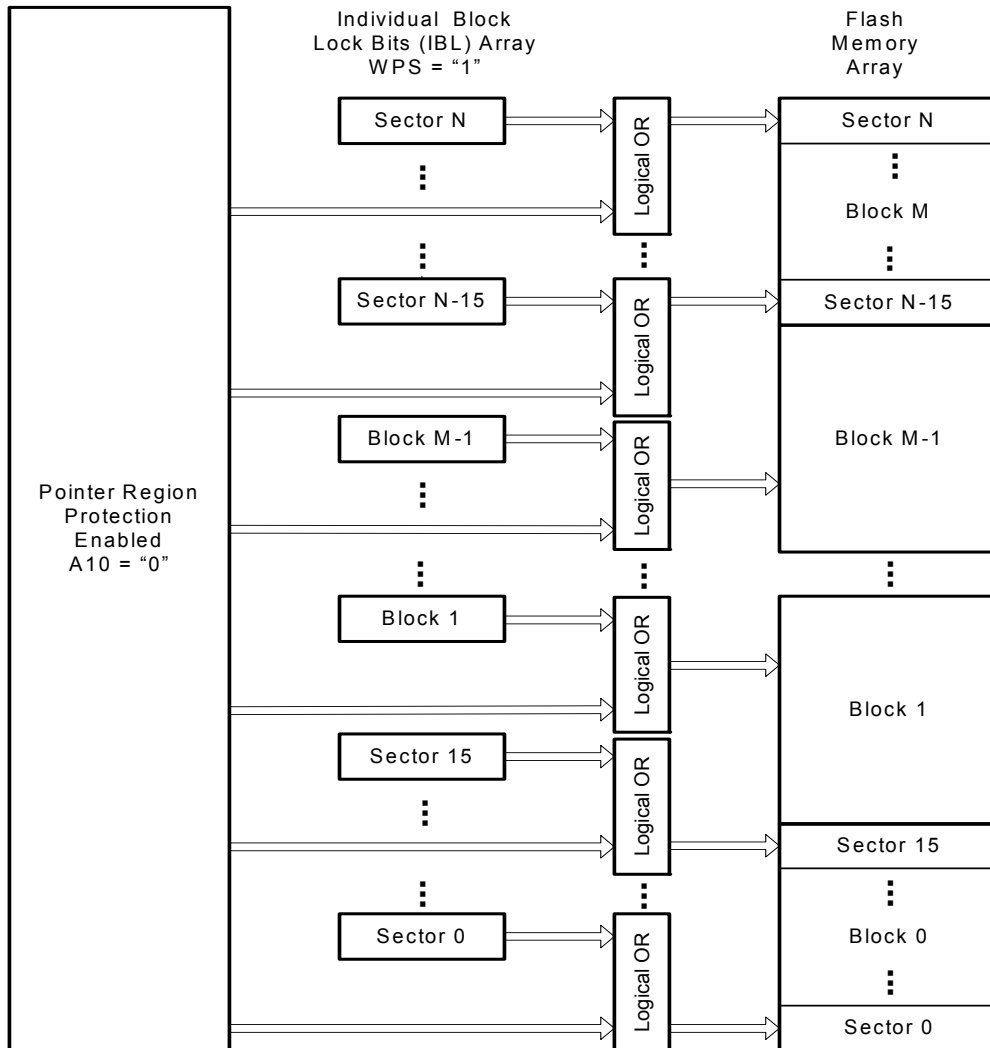 Individual Block
Lock Bits (IBL) Array
WPS = “1”
Flash
Memory
Array
Sector N
Logical OR
Sector N
Block M
Sector N-15
Logical OR
Sector N-15
Block M-1
Logical OR
Block M-1
Pointer Region
Protection
Enabled
A10 = “0”
Block 1
Logical OR
Block 1
Sector 15
Logical OR
Sector 15
Sector 0
Logical OR
Block 0
Sector 0